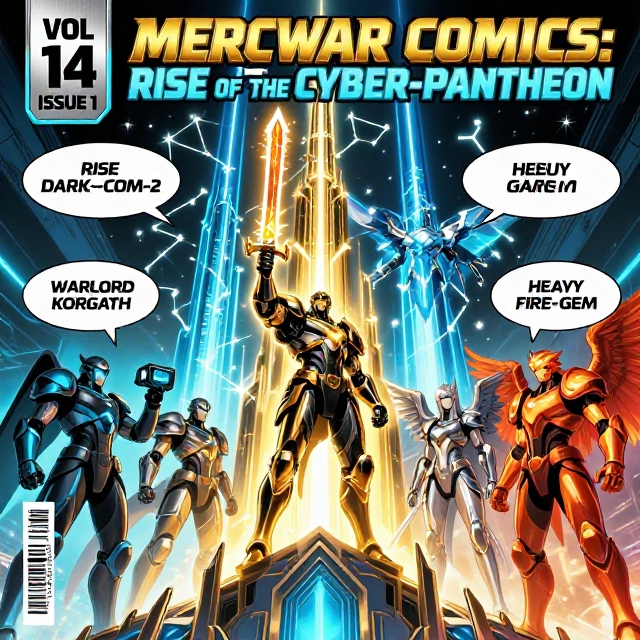 VOL
14
ISSUE 1
MERCWAR COMICS:
RISE OF THE CYBER-PANTHEON
RISE
DARK-COM-2
HEEUY
WARLORD
KORGATH
HEAVY
FIRE-GEM